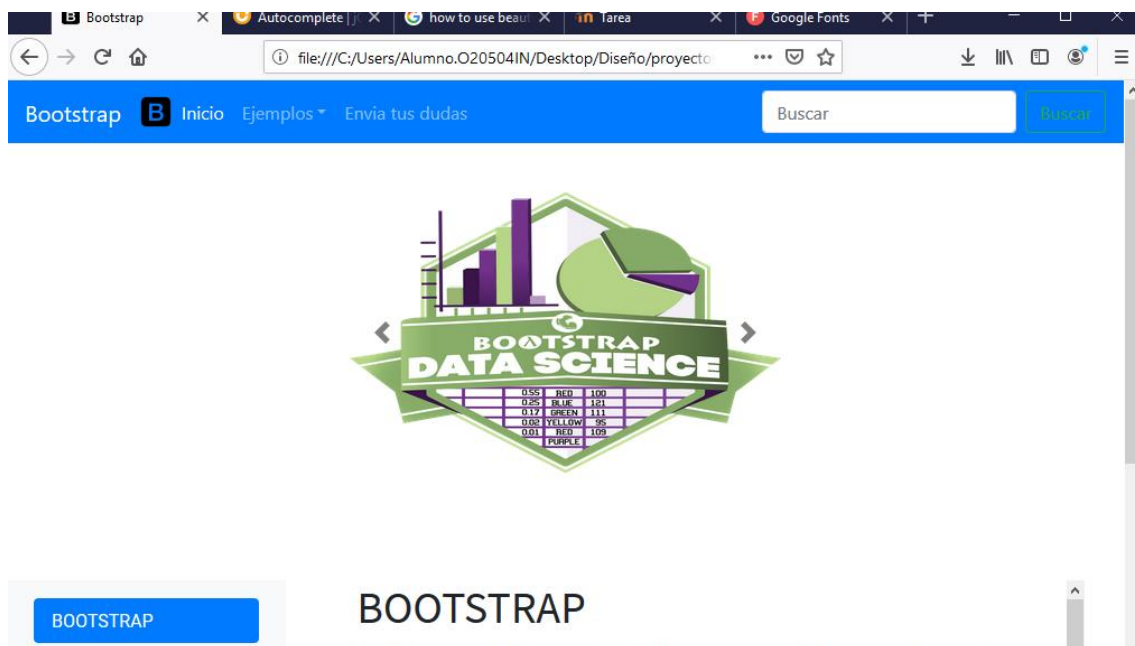 Bootstrap Autocomplete | j how to use beaut Tarea Google Fonts
file:///C:/Users/Alumno.O20504IN/Desktop/Diseño/proyecto
Bootstrap B Inicio Ejemplos Envia tus dudas Buscar Buscar
BOOTSTRAP
DATA SCIENCE
0.55 RED 100
0.25 BLUE 121
0.17 GREEN 111
0.02 YELLOW 95
0.01 RED 109
PURPLE
BOOTSTRAP
BOOTSTRAP